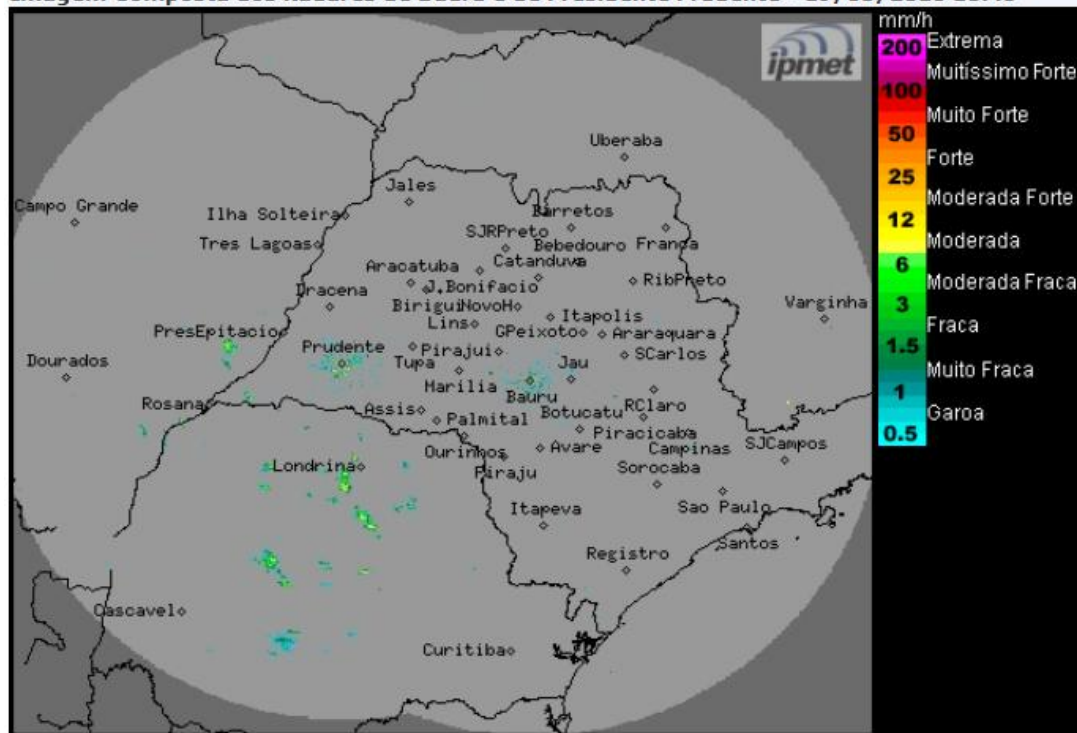 ipmet
mm/h
200 Extrema
Muitíssimo Forte
100
Muito Forte
50
Forte
25
Moderada Forte
12
Moderada
6
Moderada Fraca
3
Fraca
1.5
Muito Fraca
1
Garoa
0.5
Uberaba
Jales
Campo Grande
Ilha Solteira
Barretos
SJRPreto
Tres Lagoas
Bebedouro
Franca
Aracatuba
Catanduva
J.Bonifacio
RibPreto
Dracena
Birigui
NovoH
Varginha
Lins
Itapolis
PresEpitacio
GPeixoto
Araraquara
Prudente
Tupa
Pirajui
SCarlos
Dourados
Marilia
Jau
Bauru
Rosana
Assis
Botucatu
RClaro
Palmital
Piracicaba
Ourinhos
Avare
Campinas
SJCampos
Londrina
Piraju
Sorocaba
Itapeva
Sao Paulo
Santos
Registro
Cascavel
Curitiba